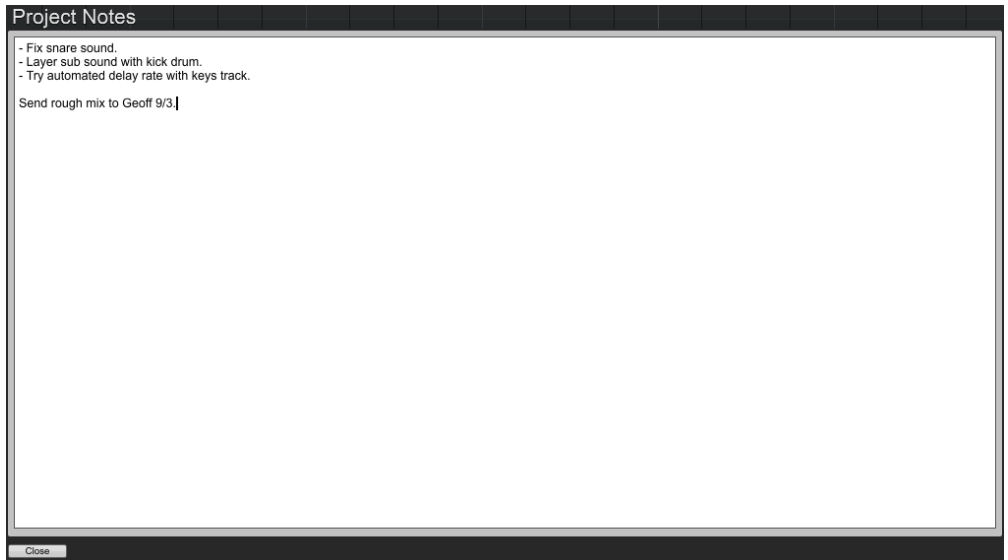 Project Notes
- Fix snare sound.
- Layer sub sound with kick drum.
- Try automated delay rate with keys track.
Send rough mix to Geoff 9/3.
Close